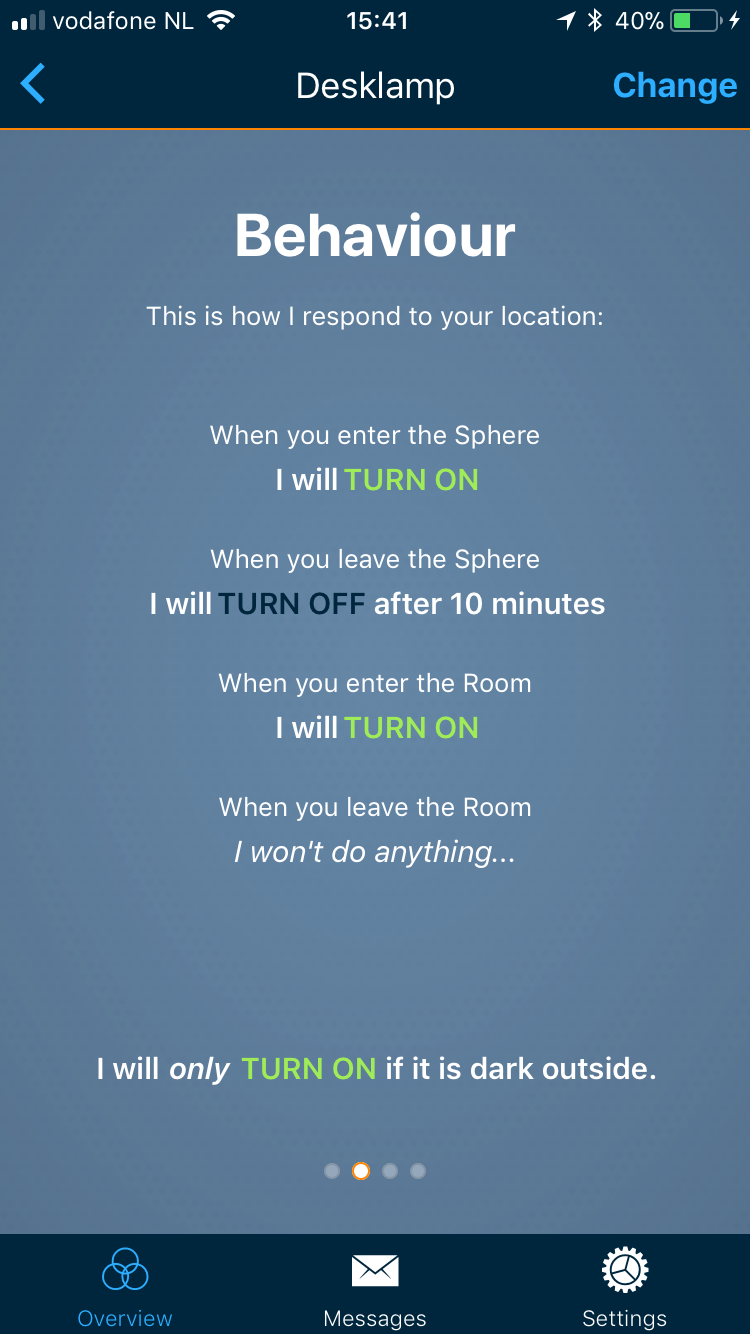 vodafone NL 15:41 40%
Desklamp Change
Behaviour
This is how I respond to your location:
When you enter the Sphere
I will TURN ON
When you leave the Sphere
I will TURN OFF after 10 minutes
When you enter the Room
I will TURN ON
When you leave the Room
I won't do anything...
I will only TURN ON if it is dark outside.
Overview Messages Settings